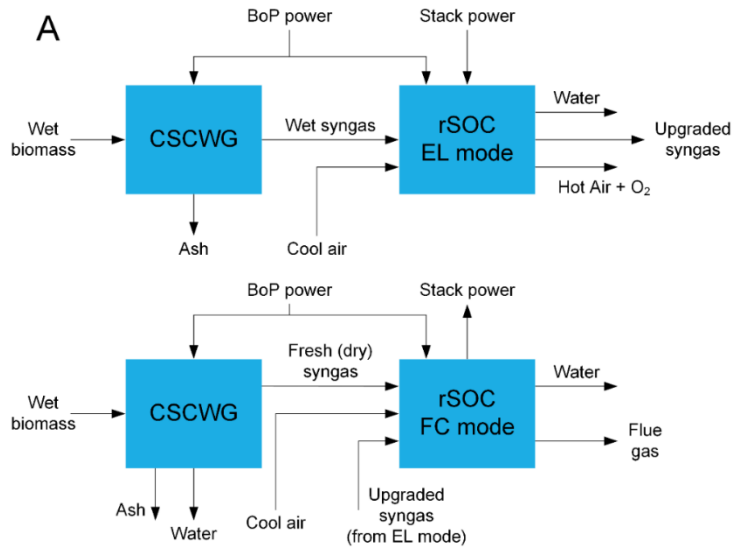 A
BoP power
Stack power
Wet
biomass
CSCWG
Wet syngas
rSOC
EL mode
Water
Upgraded
syngas
Hot Air + O₂
Ash
Cool air
BoP power
Stack power
Fresh (dry)
syngas
Wet
biomass
CSCWG
rSOC
FC mode
Water
Flue
gas
Ash
Water
Cool air
Upgraded
syngas
(from EL mode)